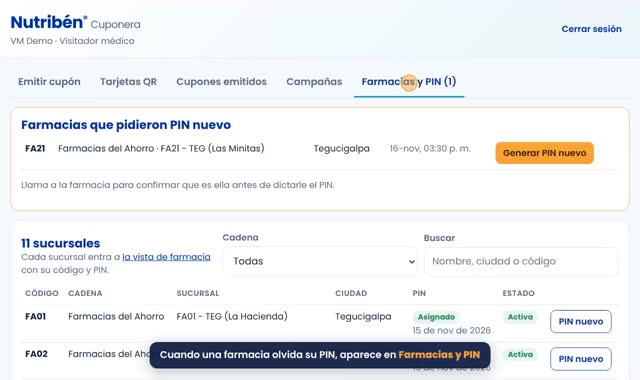 Nutribén® Cuponera
VM Demo · Visitador médico
Cerrar sesión
Emitir cupón
Tarjetas QR
Cupones emitidos
Campañas
Farmacias y PIN (1)
Farmacias que pidieron PIN nuevo
FA21 Farmacias del Ahorro · FA21 - TEG (Las Minitas) Tegucigalpa 16-nov, 03:30 p. m. Generar PIN nuevo
Llama a la farmacia para confirmar que es ella antes de dictarle el PIN.
11 sucursales
Cada sucursal entra a la vista de farmacia
con su código y PIN.
Cadena
Todas
Buscar
Nombre, ciudad o código
CÓDIGO CADENA SUCURSAL CIUDAD PIN ESTADO
FA01 Farmacias del Ahorro FA01 - TEG (La Hacienda) Tegucigalpa Asignado Activa PIN nuevo
15 de nov de 2026
FA02 Farmacias del Activa PIN nuevo
Cuando una farmacia olvida su PIN, aparece en Farmacias y PIN